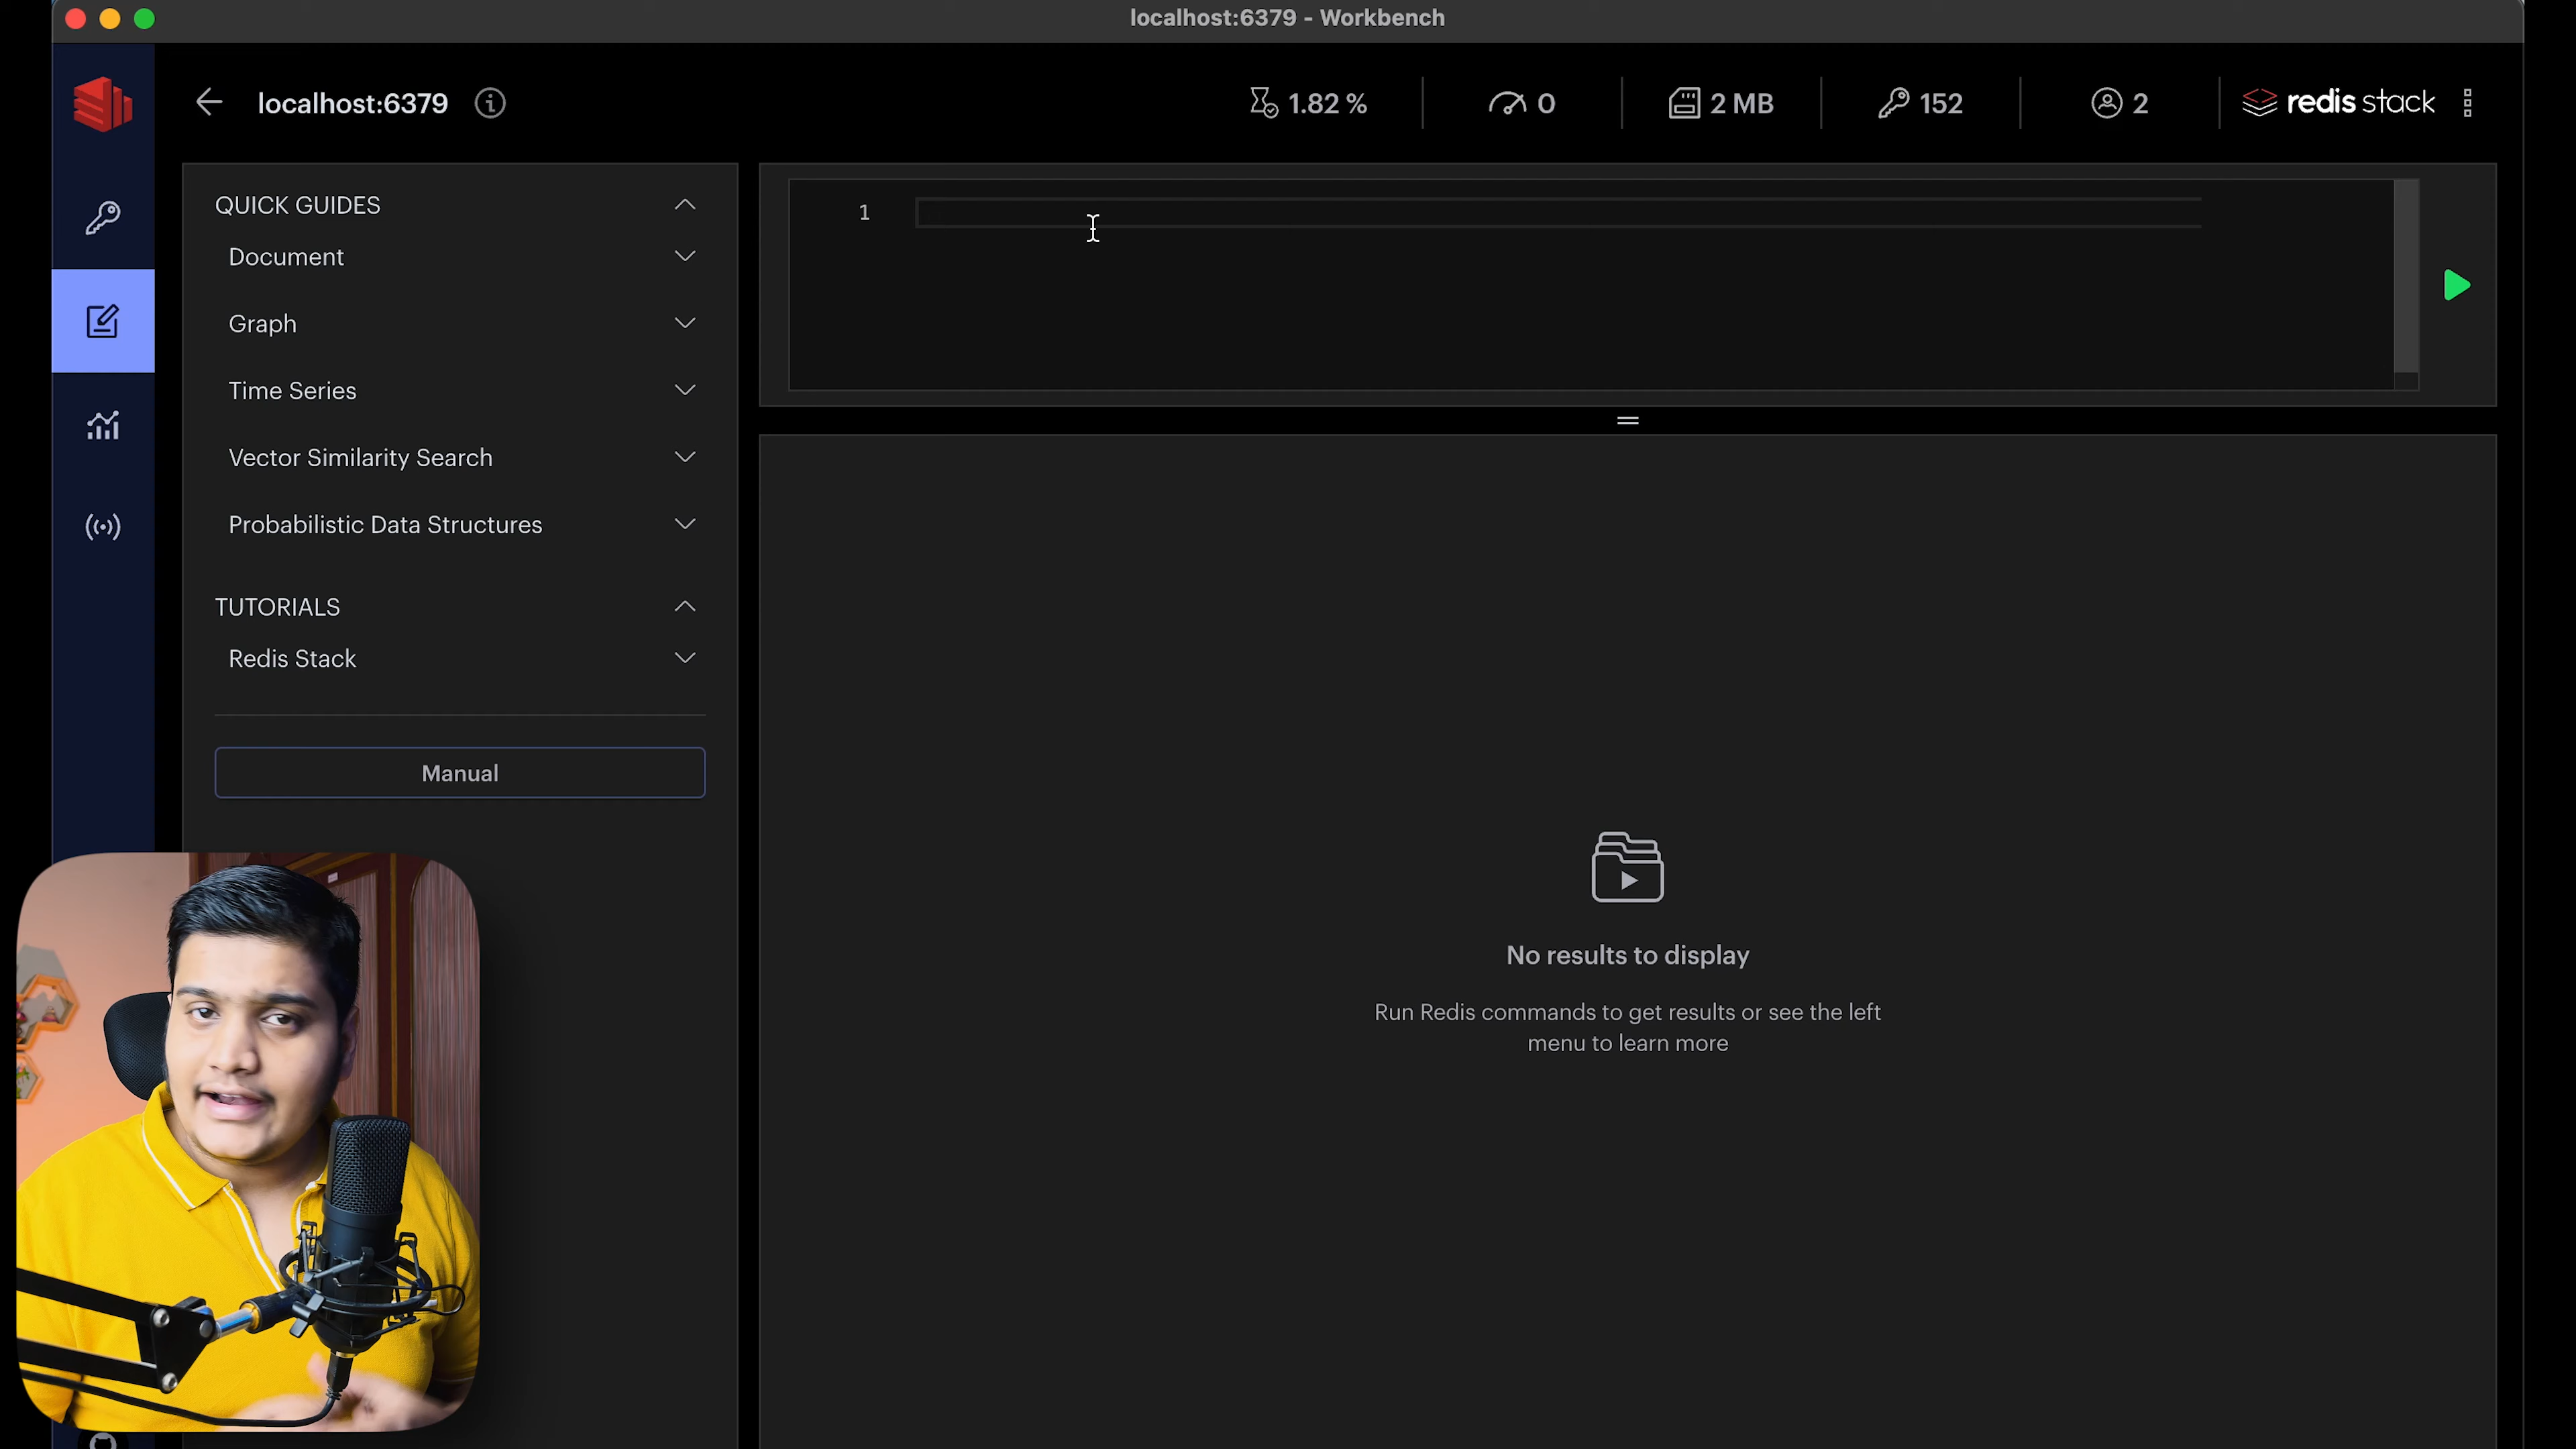 localhost:6379 - Workbench
localhost:6379
1.82 %
0
2 MB
152
2
redis stack
QUICK GUIDES
Document
Graph
Time Series
Vector Similarity Search
Probabilistic Data Structures
TUTORIALS
Redis Stack
Manual
1
No results to display
Run Redis commands to get results or see the left
menu to learn more